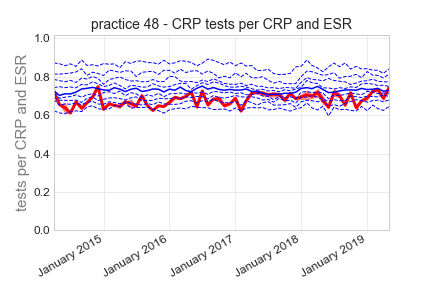 practice 48 - CRP tests per CRP and ESR
tests per CRP and ESR
1.0
0.8
0.6
0.4
0.2
0.0
January 2015
January 2016
January 2017
January 2018
January 2019